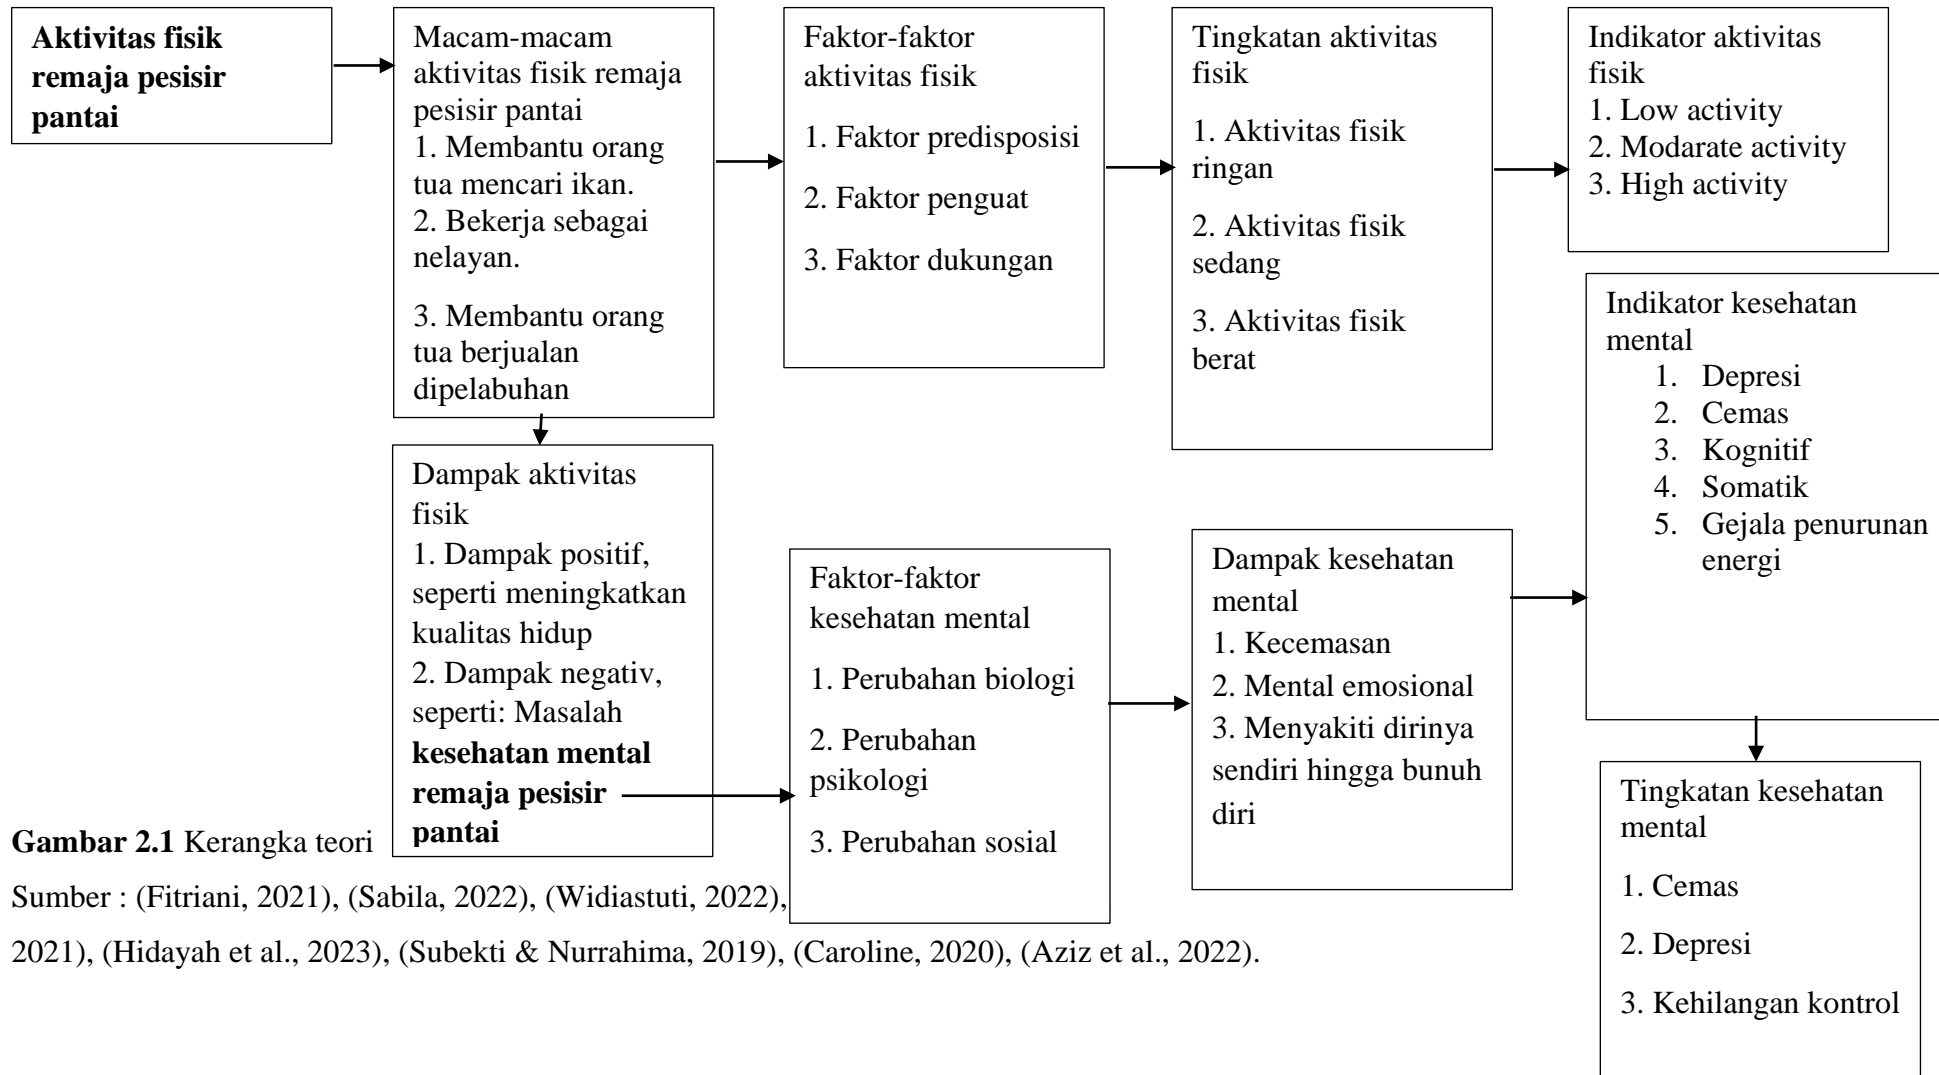 Aktivitas fisik
remaja pesisir
pantai
Macam-macam
aktivitas fisik remaja
pesisir pantai
1. Membantu orang
tua mencari ikan.
2. Bekerja sebagai
nelayan.
3. Membantu orang
tua berjualan
dipelabuhan
Faktor-faktor
aktivitas fisik
1. Faktor predisposisi
2. Faktor penguat
3. Faktor dukungan
Tingkatan aktivitas
fisik
1. Aktivitas fisik
ringan
2. Aktivitas fisik
sedang
3. Aktivitas fisik
berat
Indikator aktivitas
fisik
1. Low activity
2. Modarate activity
3. High activity
Dampak aktivitas
fisik
1. Dampak positif,
seperti meningkatkan
kualitas hidup
2. Dampak negativ,
seperti: Masalah
kesehatan mental
remaja pesisir
pantai
Faktor-faktor
kesehatan mental
1. Perubahan biologi
2. Perubahan
psikologi
3. Perubahan sosial
Dampak kesehatan
mental
1. Kecemasan
2. Mental emosional
3. Menyakiti dirinya
sendiri hingga bunuh
diri
Indikator kesehatan
mental
1. Depresi
2. Cemas
3. Kognitif
4. Somatik
5. Gejala penurunan
energi
Tingkatan kesehatan
mental
1. Cemas
2. Depresi
3. Kehilangan kontrol
Gambar 2.1 Kerangka teori
Sumber : (Fitriani, 2021), (Sabila, 2022), (Widiastuti, 2022),
2021), (Hidayah et al., 2023), (Subekti & Nurrahima, 2019), (Caroline, 2020), (Aziz et al., 2022).